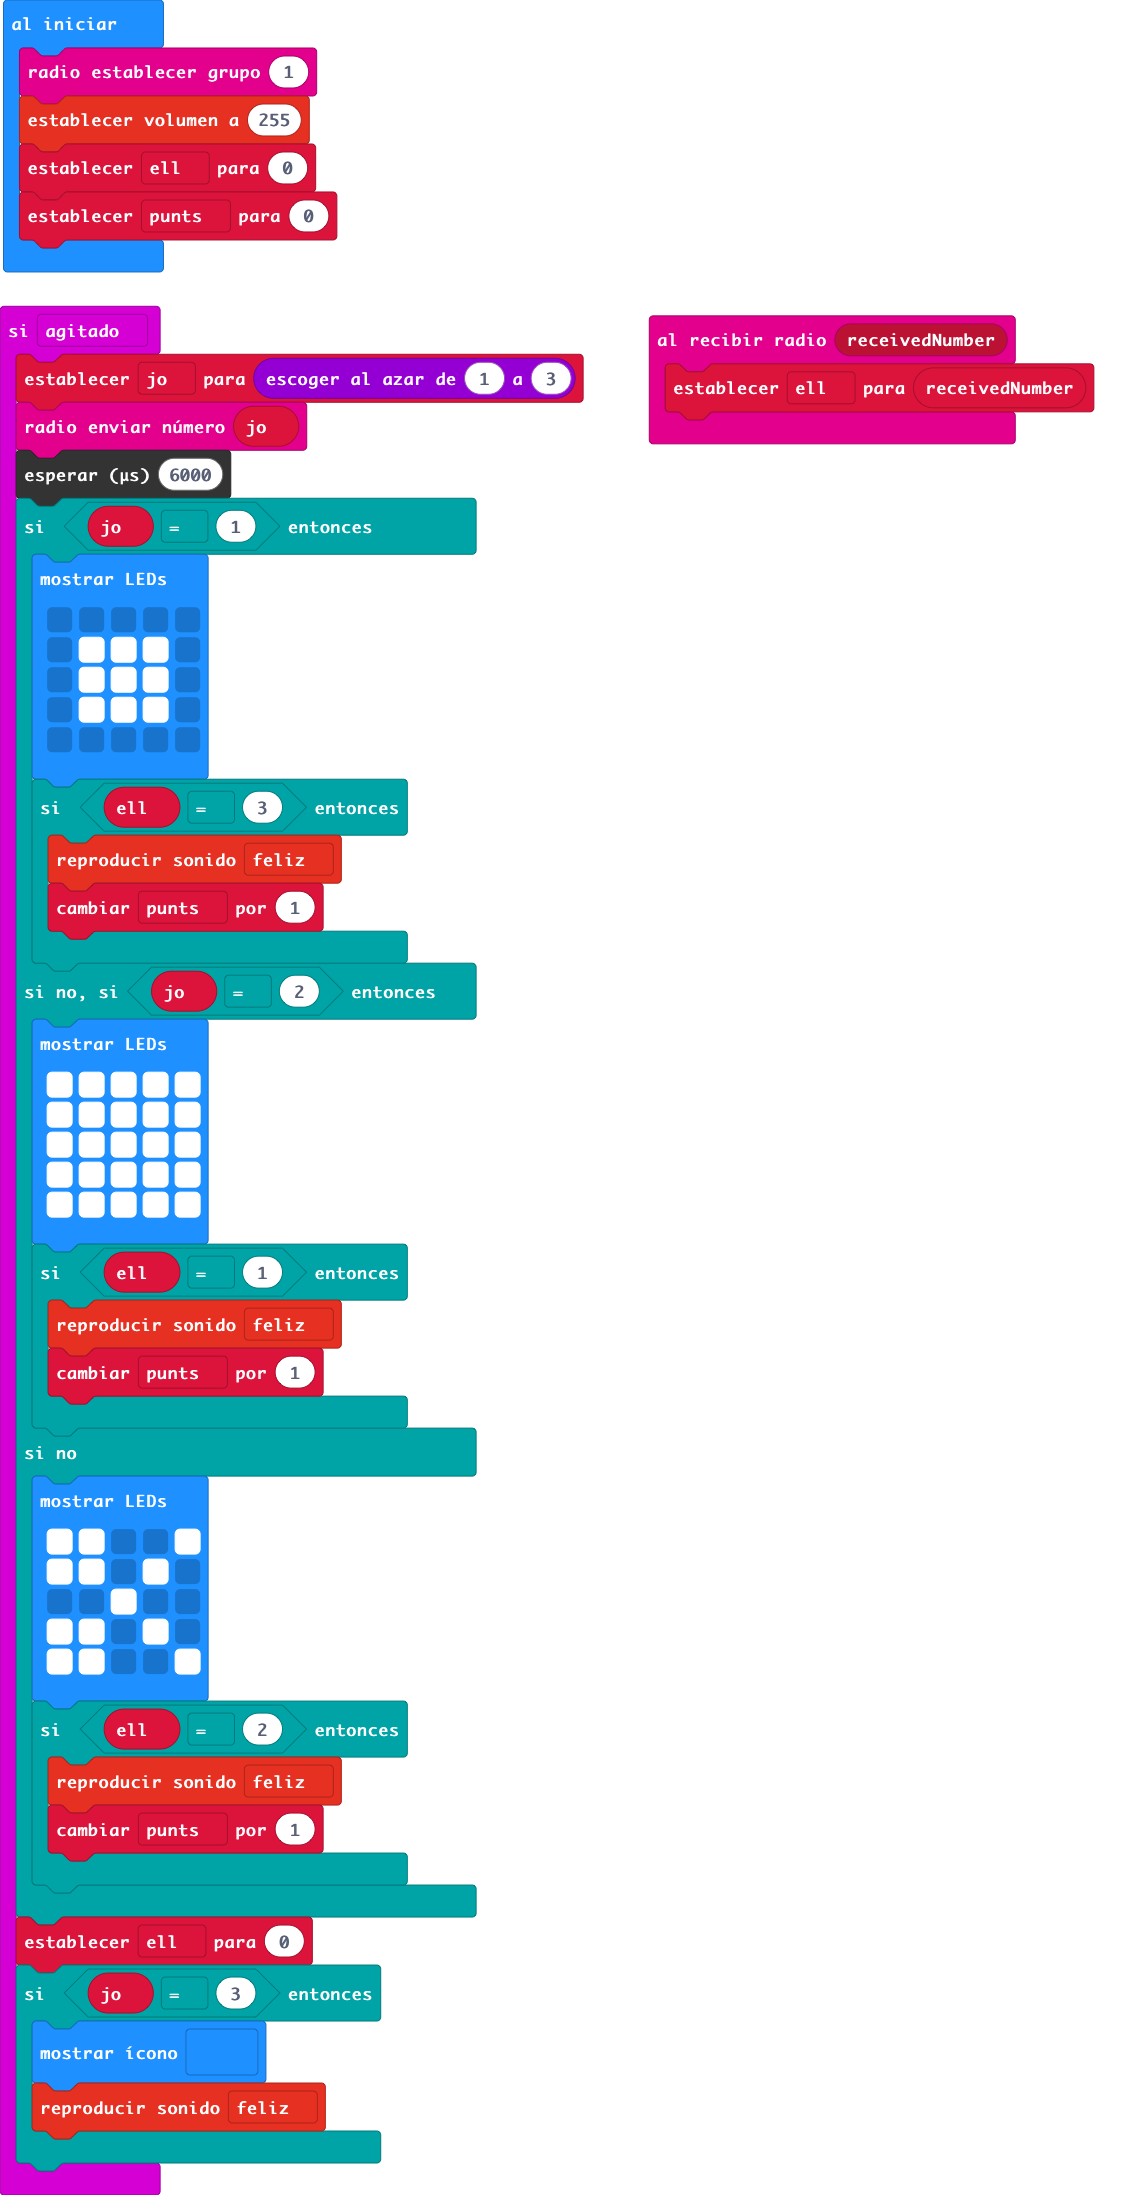 al iniciar
radio establecer grupo 1
establecer volumen a 255
establecer ell para 0
establecer punts para 0
si agitado
establecer jo para escoger al azar de 1 a 3
radio enviar número jo
esperar (µs) 6000
si jo = 1 entonces
mostrar LEDs
si ell = 3 entonces
reproducir sonido feliz
cambiar punts por 1
si no, si jo = 2 entonces
mostrar LEDs
si ell = 1 entonces
reproducir sonido feliz
cambiar punts por 1
si no
mostrar LEDs
si ell = 2 entonces
reproducir sonido feliz
cambiar punts por 1
establecer ell para 0
si jo = 3 entonces
mostrar ícono
reproducir sonido feliz
al recibir radio receivedNumber
establecer ell para receivedNumber